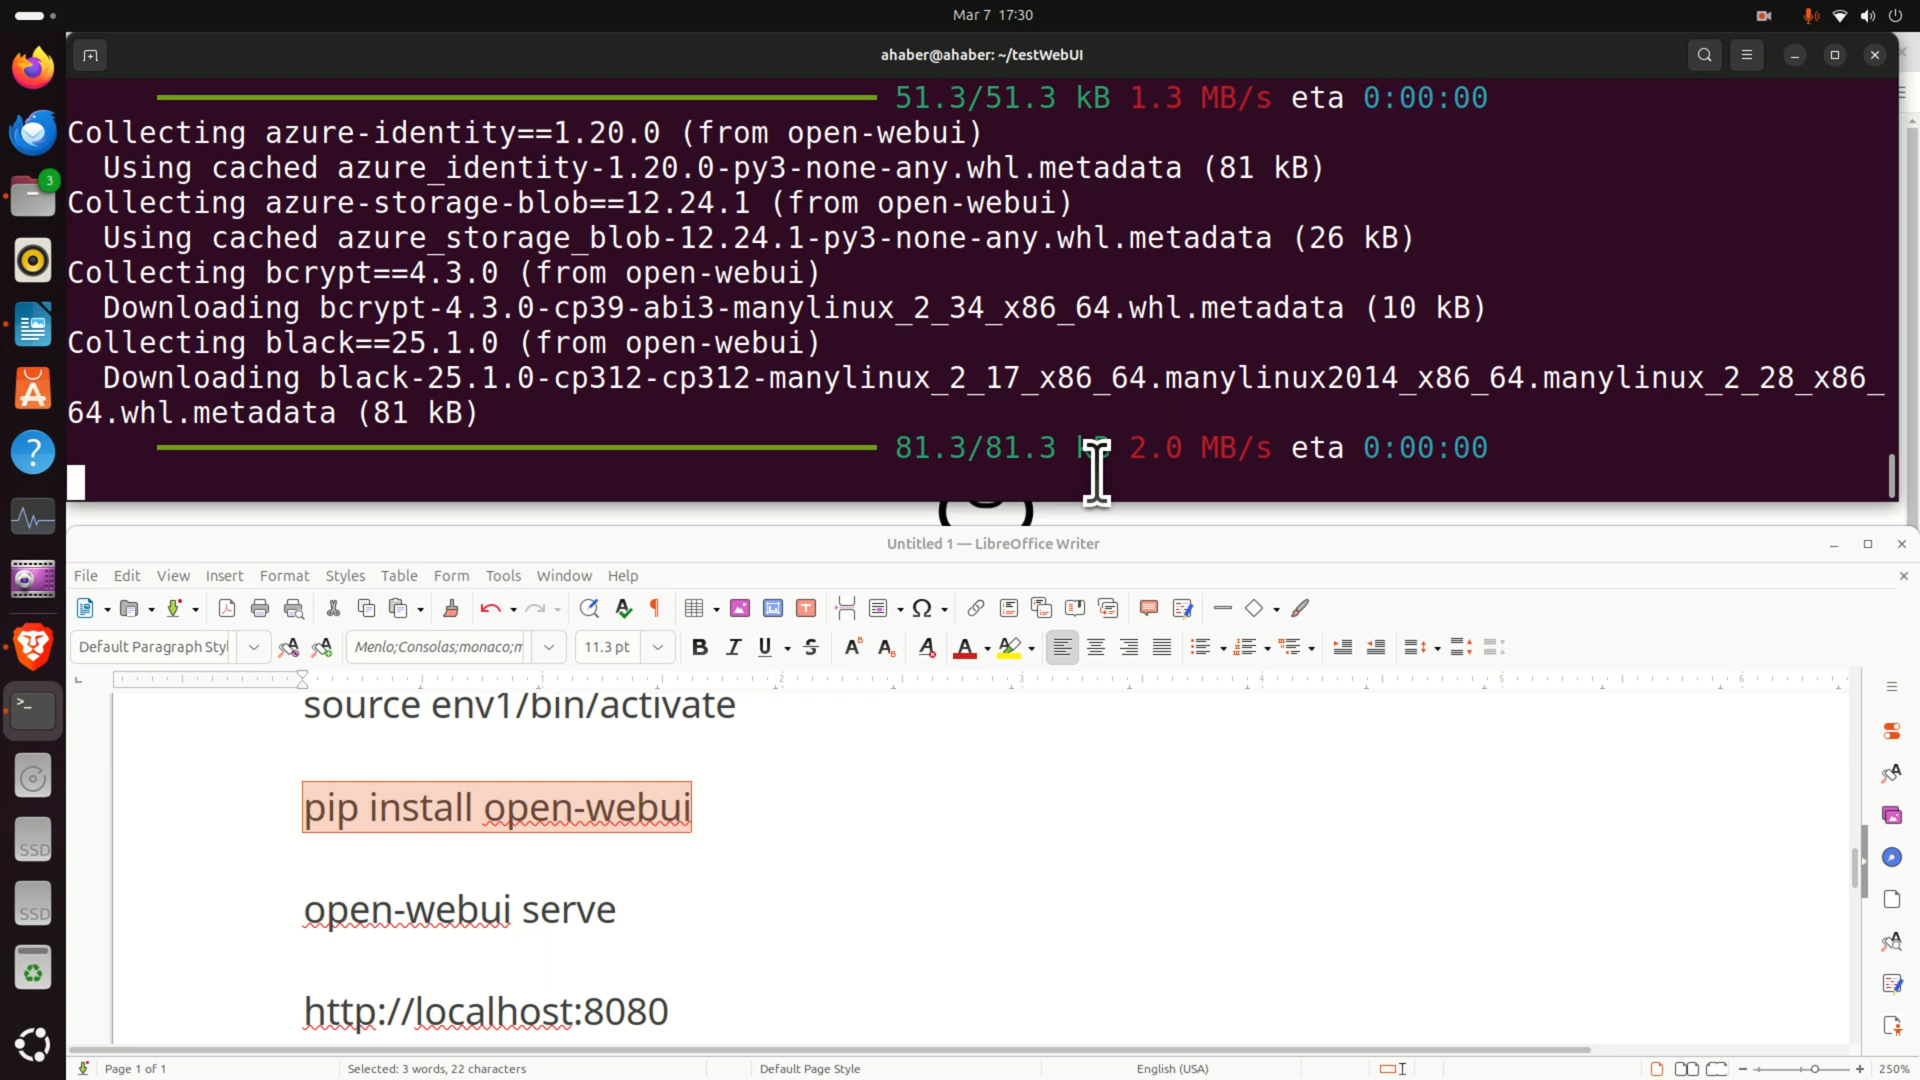 Mar 7 17:30
ahaber@ahaber: ~/testWebUI
51.3/51.3 kB 1.3 MB/s eta 0:00:00
Collecting azure-identity==1.20.0 (from open-webui)
Using cached azure_identity-1.20.0-py3-none-any.whl.metadata (81 kB)
Collecting azure-storage-blob==12.24.1 (from open-webui)
Using cached azure_storage_blob-12.24.1-py3-none-any.whl.metadata (26 kB)
Collecting bcrypt==4.3.0 (from open-webui)
Downloading bcrypt-4.3.0-cp39-abi3-manylinux_2_34_x86_64.whl.metadata (10 kB)
Collecting black==25.1.0 (from open-webui)
Downloading black-25.1.0-cp312-cp312-manylinux_2_17_x86_64.manylinux2014_x86_64.manylinux_2_28_x86_
64.whl.metadata (81 kB)
81.3/81.3 kB 2.0 MB/s eta 0:00:00
Untitled 1 — LibreOffice Writer
File Edit View Insert Format Styles Table Form Tools Window Help
Default Paragraph Styl Menlo;Consolas;monaco;m 11.3 pt
source env1/bin/activate
pip install open-webui
open-webui serve
http://localhost:8080
Page 1 of 1 Selected: 3 words, 22 characters Default Page Style English (USA) 250%
3
SSD
SSD